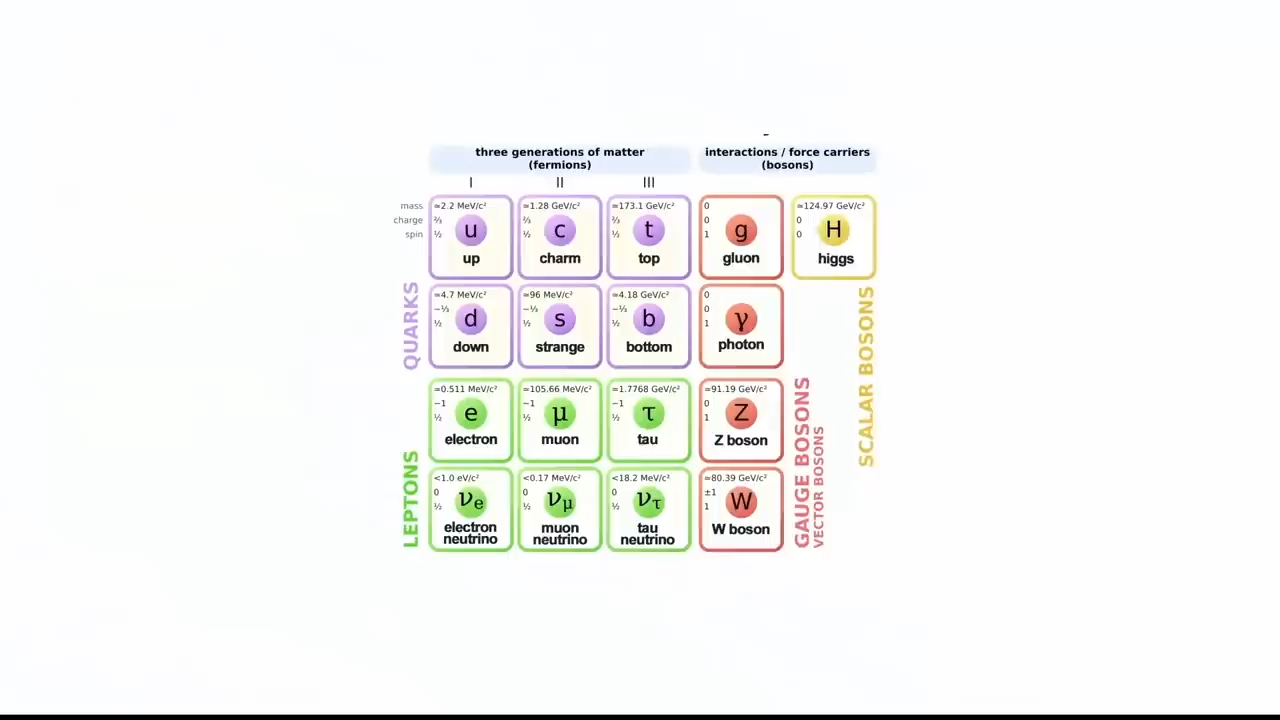 three generations of matter
(fermions)
interactions / force carriers
(bosons)
I
II
III
mass
charge
spin
≃2.2 MeV/c²
⅔
½
u
up
≃1.28 GeV/c²
⅔
½
c
charm
≃173.1 GeV/c²
⅔
½
t
top
0
0
1
g
gluon
≃124.97 GeV/c²
0
0
H
higgs
QUARKS
≃4.7 MeV/c²
−⅓
½
d
down
≃96 MeV/c²
−⅓
½
s
strange
≃4.18 GeV/c²
−⅓
½
b
bottom
0
0
1
γ
photon
SCALAR BOSONS
≃0.511 MeV/c²
−1
½
e
electron
≃105.66 MeV/c²
−1
½
μ
muon
≃1.7768 GeV/c²
−1
½
τ
tau
≃91.19 GeV/c²
0
1
Z
Z boson
GAUGE BOSONS
VECTOR BOSONS
LEPTONS
<1.0 eV/c²
0
½
νe
electron
neutrino
<0.17 MeV/c²
0
½
νμ
muon
neutrino
<18.2 MeV/c²
0
½
ντ
tau
neutrino
≃80.39 GeV/c²
±1
1
W
W boson